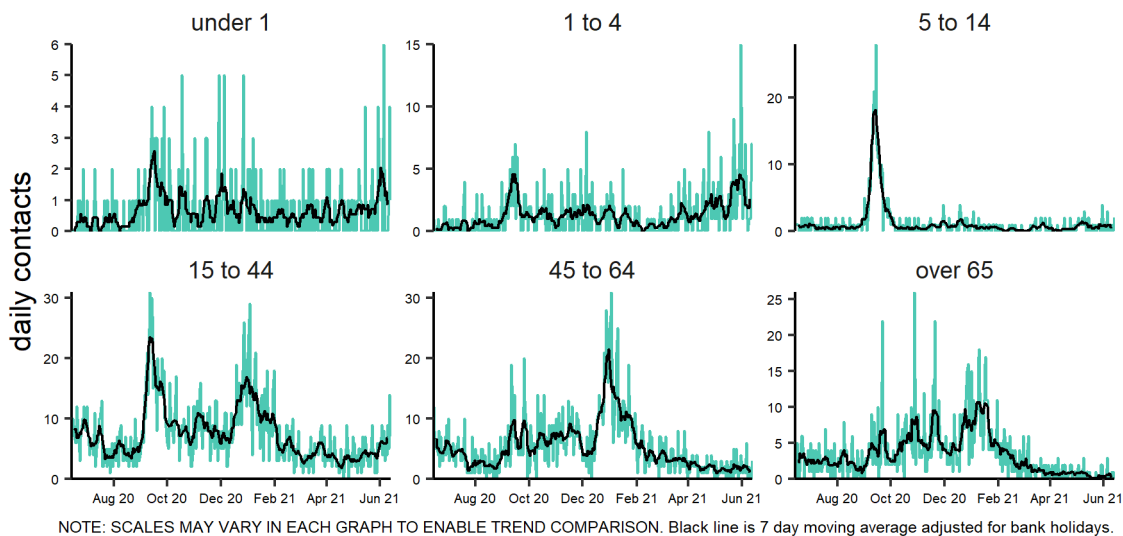 under 1
1 to 4
5 to 14
6
5
4
3
2
1
0
15
10
5
0
20
10
0
daily contacts
15 to 44
45 to 64
over 65
30
20
10
0
30
20
10
0
25
20
15
10
5
0
Aug 20 Oct 20 Dec 20 Feb 21 Apr 21 Jun 21
Aug 20 Oct 20 Dec 20 Feb 21 Apr 21 Jun 21
Aug 20 Oct 20 Dec 20 Feb 21 Apr 21 Jun 21
NOTE: SCALES MAY VARY IN EACH GRAPH TO ENABLE TREND COMPARISON. Black line is 7 day moving average adjusted for bank holidays.